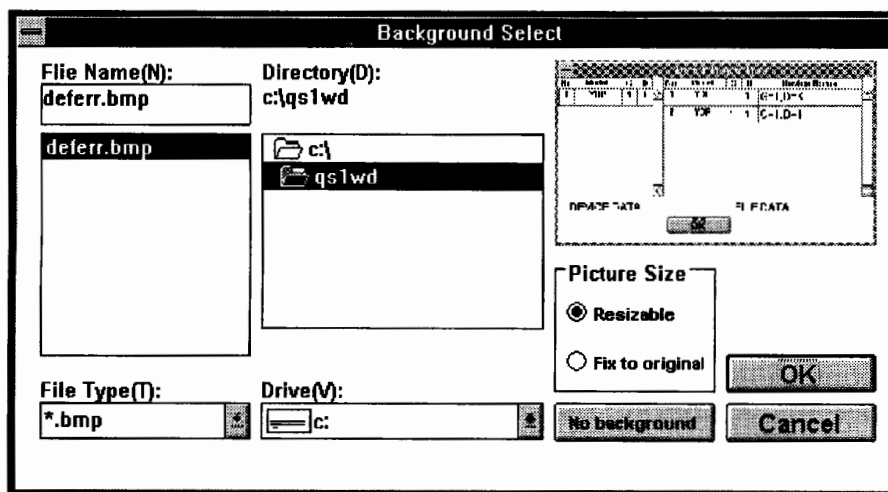 Background Select
Flie Name(N):
deferr.bmp
deferr.bmp
Directory(D):
c:\qs1wd
c:\
qs1wd
DEVICE DATA
FILE DATA
OK
Picture Size
Resizable
Fix to original
OK
File Type(T):
*.bmp
Drive(V):
c:
No background
Cancel